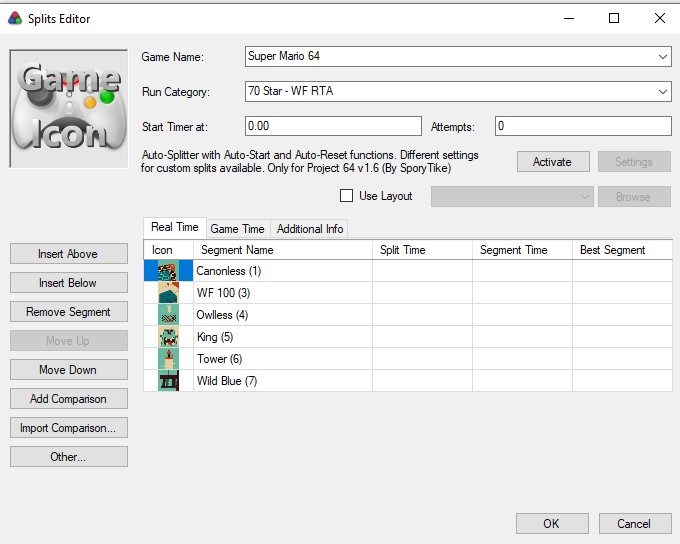 Splits Editor
Game
Icon
Game Name:
Super Mario 64
Run Category:
70 Star - WF RTA
Start Timer at:
0.00
Attempts:
0
Auto-Splitter with Auto-Start and Auto-Reset functions. Different settings
for custom splits available. Only for Project 64 v1.6 (By SporyTike)
Activate
Settings
Use Layout
Browse
Real Time
Game Time
Additional Info
Icon
Segment Name
Split Time
Segment Time
Best Segment
Canonless (1)
WF 100 (3)
Owlless (4)
King (5)
Tower (6)
Wild Blue (7)
Insert Above
Insert Below
Remove Segment
Move Up
Move Down
Add Comparison
Import Comparison...
Other...
OK
Cancel